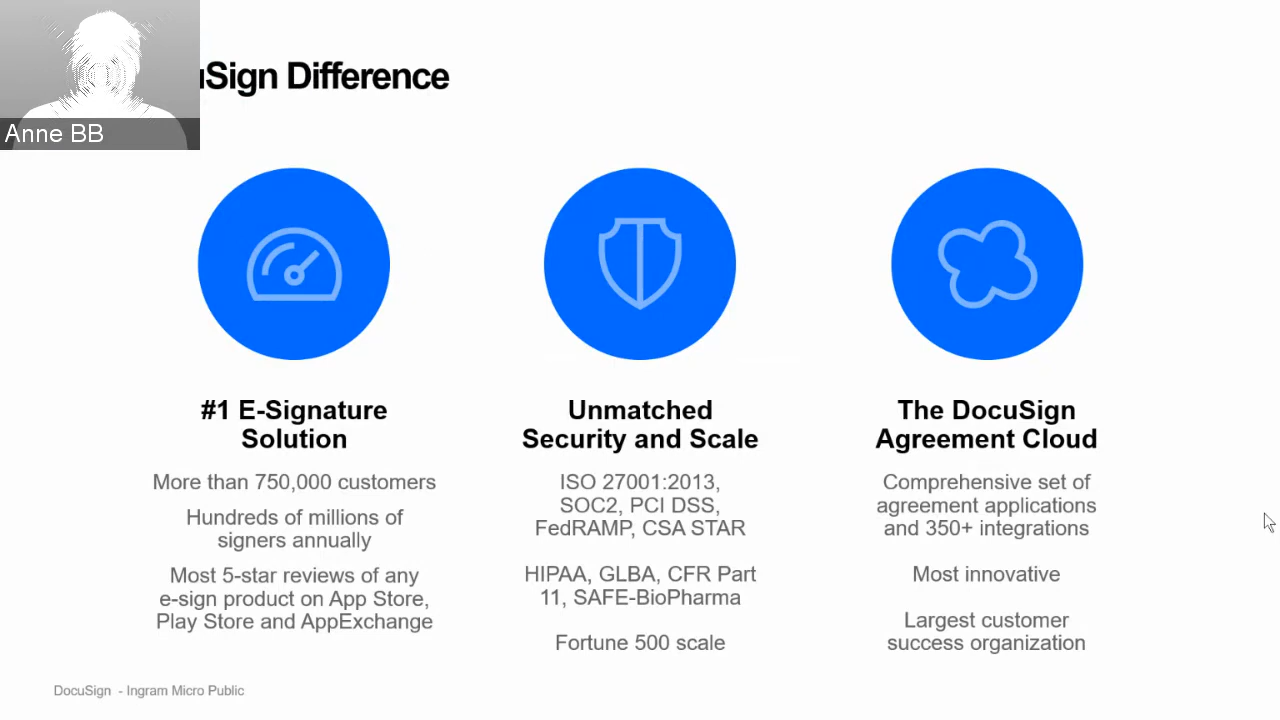 uSign Difference
Anne BB
#1 E-Signature
Solution
More than 750,000 customers
Hundreds of millions of
signers annually
Most 5-star reviews of any
e-sign product on App Store,
Play Store and AppExchange
Unmatched
Security and Scale
ISO 27001:2013,
SOC2, PCI DSS,
FedRAMP, CSA STAR
HIPAA, GLBA, CFR Part
11, SAFE-BioPharma
Fortune 500 scale
The DocuSign
Agreement Cloud
Comprehensive set of
agreement applications
and 350+ integrations
Most innovative
Largest customer
success organization
DocuSign - Ingram Micro Public